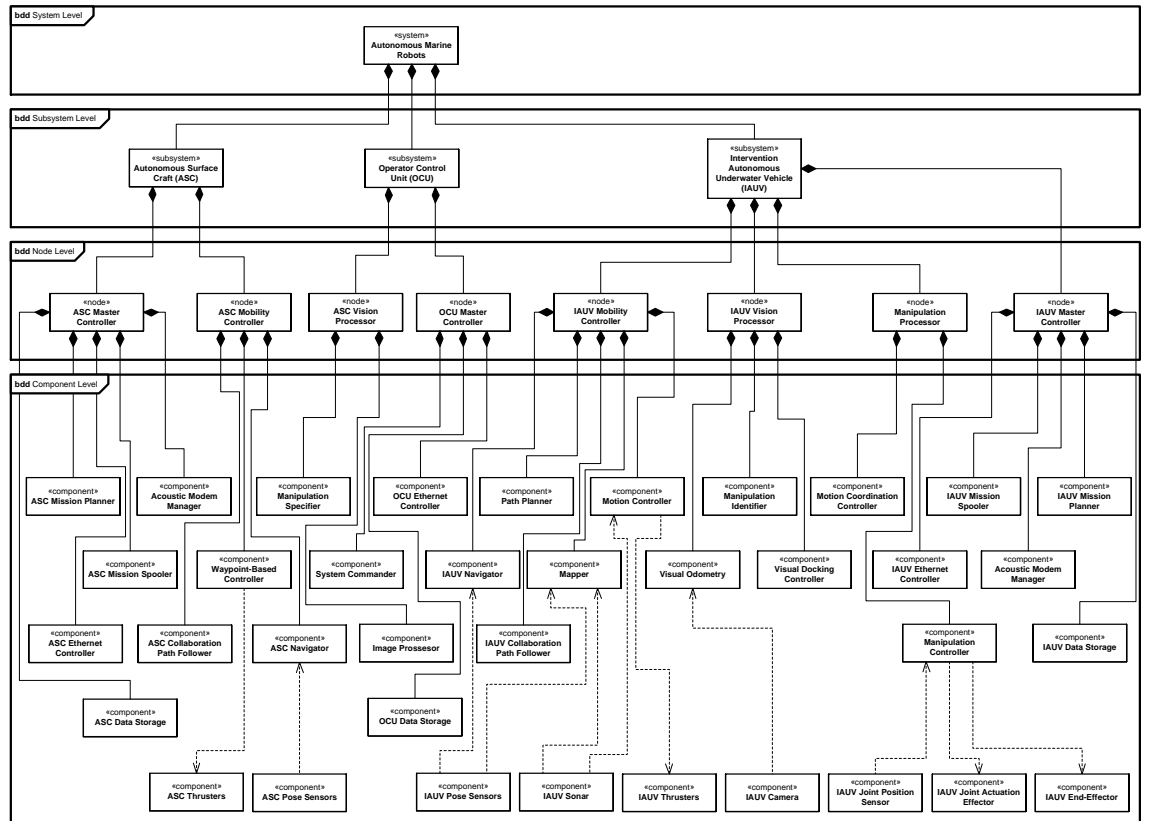 bdd System Level
«system»
Autonomous Marine
Robots
bdd Subsystem Level
«subsystem»
Autonomous Surface
Craft (ASC)
«subsystem»
Operator Control
Unit (OCU)
«subsystem»
Intervention
Autonomous
Underwater Vehicle
(IAUV)
bdd Node Level
«node»
ASC Master
Controller
«node»
ASC Mobility
Controller
«node»
ASC Vision
Processor
«node»
OCU Master
Controller
«node»
IAUV Mobility
Controller
«node»
IAUV Vision
Processor
«node»
Manipulation
Processor
«node»
IAUV Master
Controller
bdd Component Level
«component»
ASC Mission Planner
«component»
Acoustic Modem
Manager
«component»
Manipulation
Specifier
«component»
OCU Ethernet
Controller
«component»
Path Planner
«component»
Motion Controller
«component»
Manipulation
Identifier
«component»
Motion Coordination
Controller
«component»
IAUV Mission
Spooler
«component»
IAUV Mission
Planner
«component»
ASC Mission Spooler
«component»
Waypoint-Based
Controller
«component»
System Commander
«component»
IAUV Navigator
«component»
Mapper
«component»
Visual Odometry
«component»
Visual Docking
Controller
«component»
IAUV Ethernet
Controller
«component»
Acoustic Modem
Manager
«component»
ASC Ethernet
Controller
«component»
ASC Collaboration
Path Follower
«component»
ASC Navigator
«component»
Image Prossesor
«component»
IAUV Collaboration
Path Follower
«component»
Manipulation
Controller
«component»
IAUV Data Storage
«component»
ASC Data Storage
«component»
OCU Data Storage
«component»
ASC Thrusters
«component»
ASC Pose Sensors
«component»
IAUV Pose Sensors
«component»
IAUV Sonar
«component»
IAUV Thrusters
«component»
IAUV Camera
«component»
IAUV Joint Position
Sensor
«component»
IAUV Joint Actuation
Effector
«component»
IAUV End-Effector